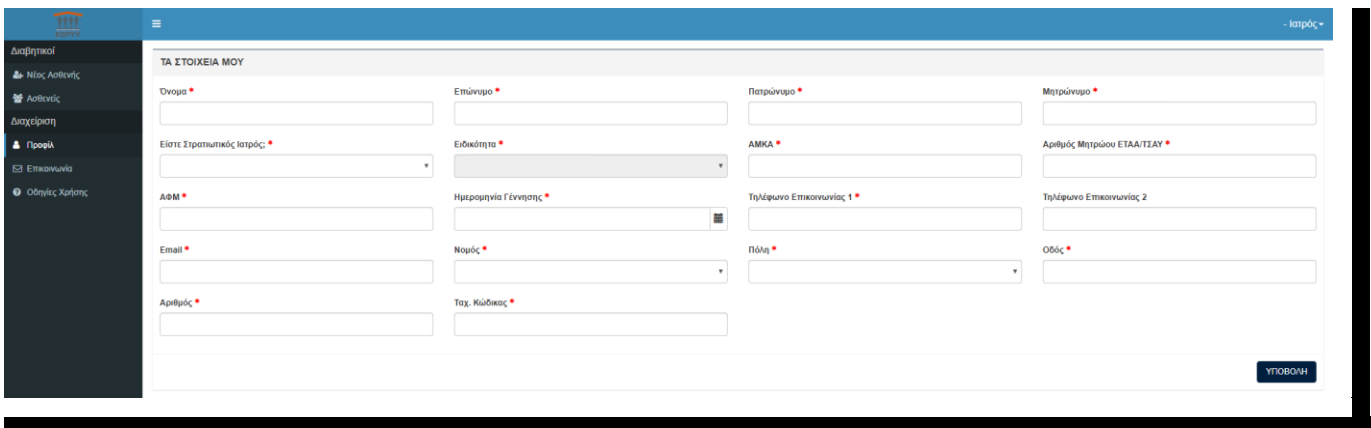 - Ιατρός
Διαβητικοί
Νέος Ασθενής
Ασθενείς
Διαχείριση
Προφίλ
Επικοινωνία
Οδηγίες Χρήσης
ΤΑ ΣΤΟΙΧΕΙΑ ΜΟΥ
Όνομα * Επώνυμο * Πατρώνυμο * Μητρώνυμο *
Είστε Στρατιωτικός Ιατρός; * Ειδικότητα * ΑΜΚΑ * Αριθμός Μητρώου ΕΤΑΑ/ΤΣΑΥ *
ΑΦΜ * Ημερομηνία Γέννησης * Τηλέφωνο Επικοινωνίας 1 * Τηλέφωνο Επικοινωνίας 2
Email * Νομός * Πόλη * Οδός *
Αριθμός * Ταχ. Κώδικας *
ΥΠΟΒΟΛΗ